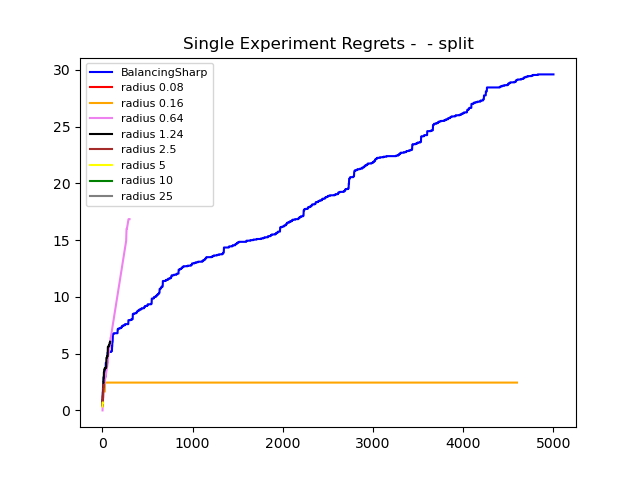 Single Experiment Regrets -  - split
BalancingSharp
radius 0.08
radius 0.16
radius 0.64
radius 1.24
radius 2.5
radius 5
radius 10
radius 25
30
25
20
15
10
5
0
0 1000 2000 3000 4000 5000